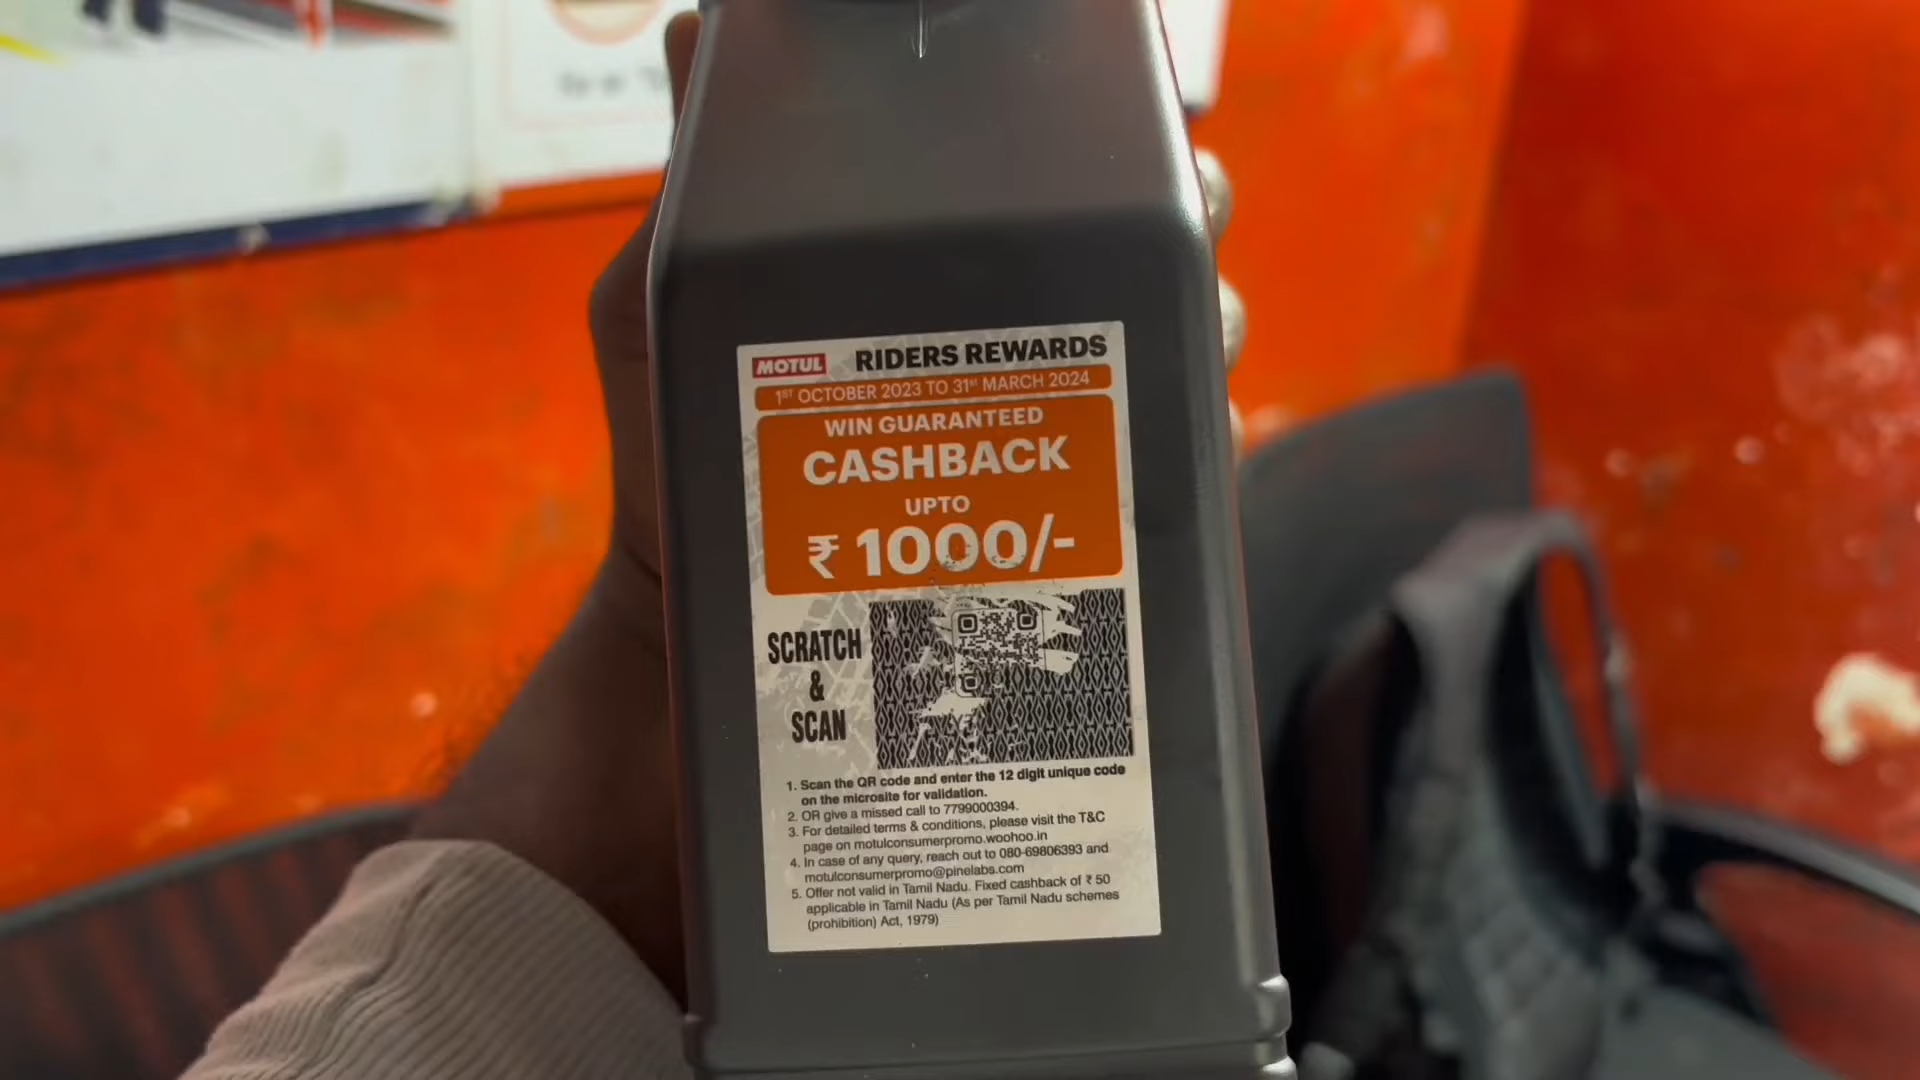 MOTUL RIDERS REWARDS
1ST OCTOBER 2023 TO 31st MARCH 2024
WIN GUARANTEED
CASHBACK
UPTO
₹ 1000/-
SCRATCH
&
SCAN
1. Scan the QR code and enter the 12 digit unique code
on the microsite for validation.
2. OR give a missed call to 7799000394.
3. For detailed terms & conditions, please visit the T&C
page on motulconsumerpromo.woohoo.in
4. In case of any query, reach out to 080-69806393 and
motulconsumerpromo@pinelabs.com
5. Offer not valid in Tamil Nadu. Fixed cashback of ₹ 50
applicable in Tamil Nadu (As per Tamil Nadu schemes
(prohibition) Act, 1979)